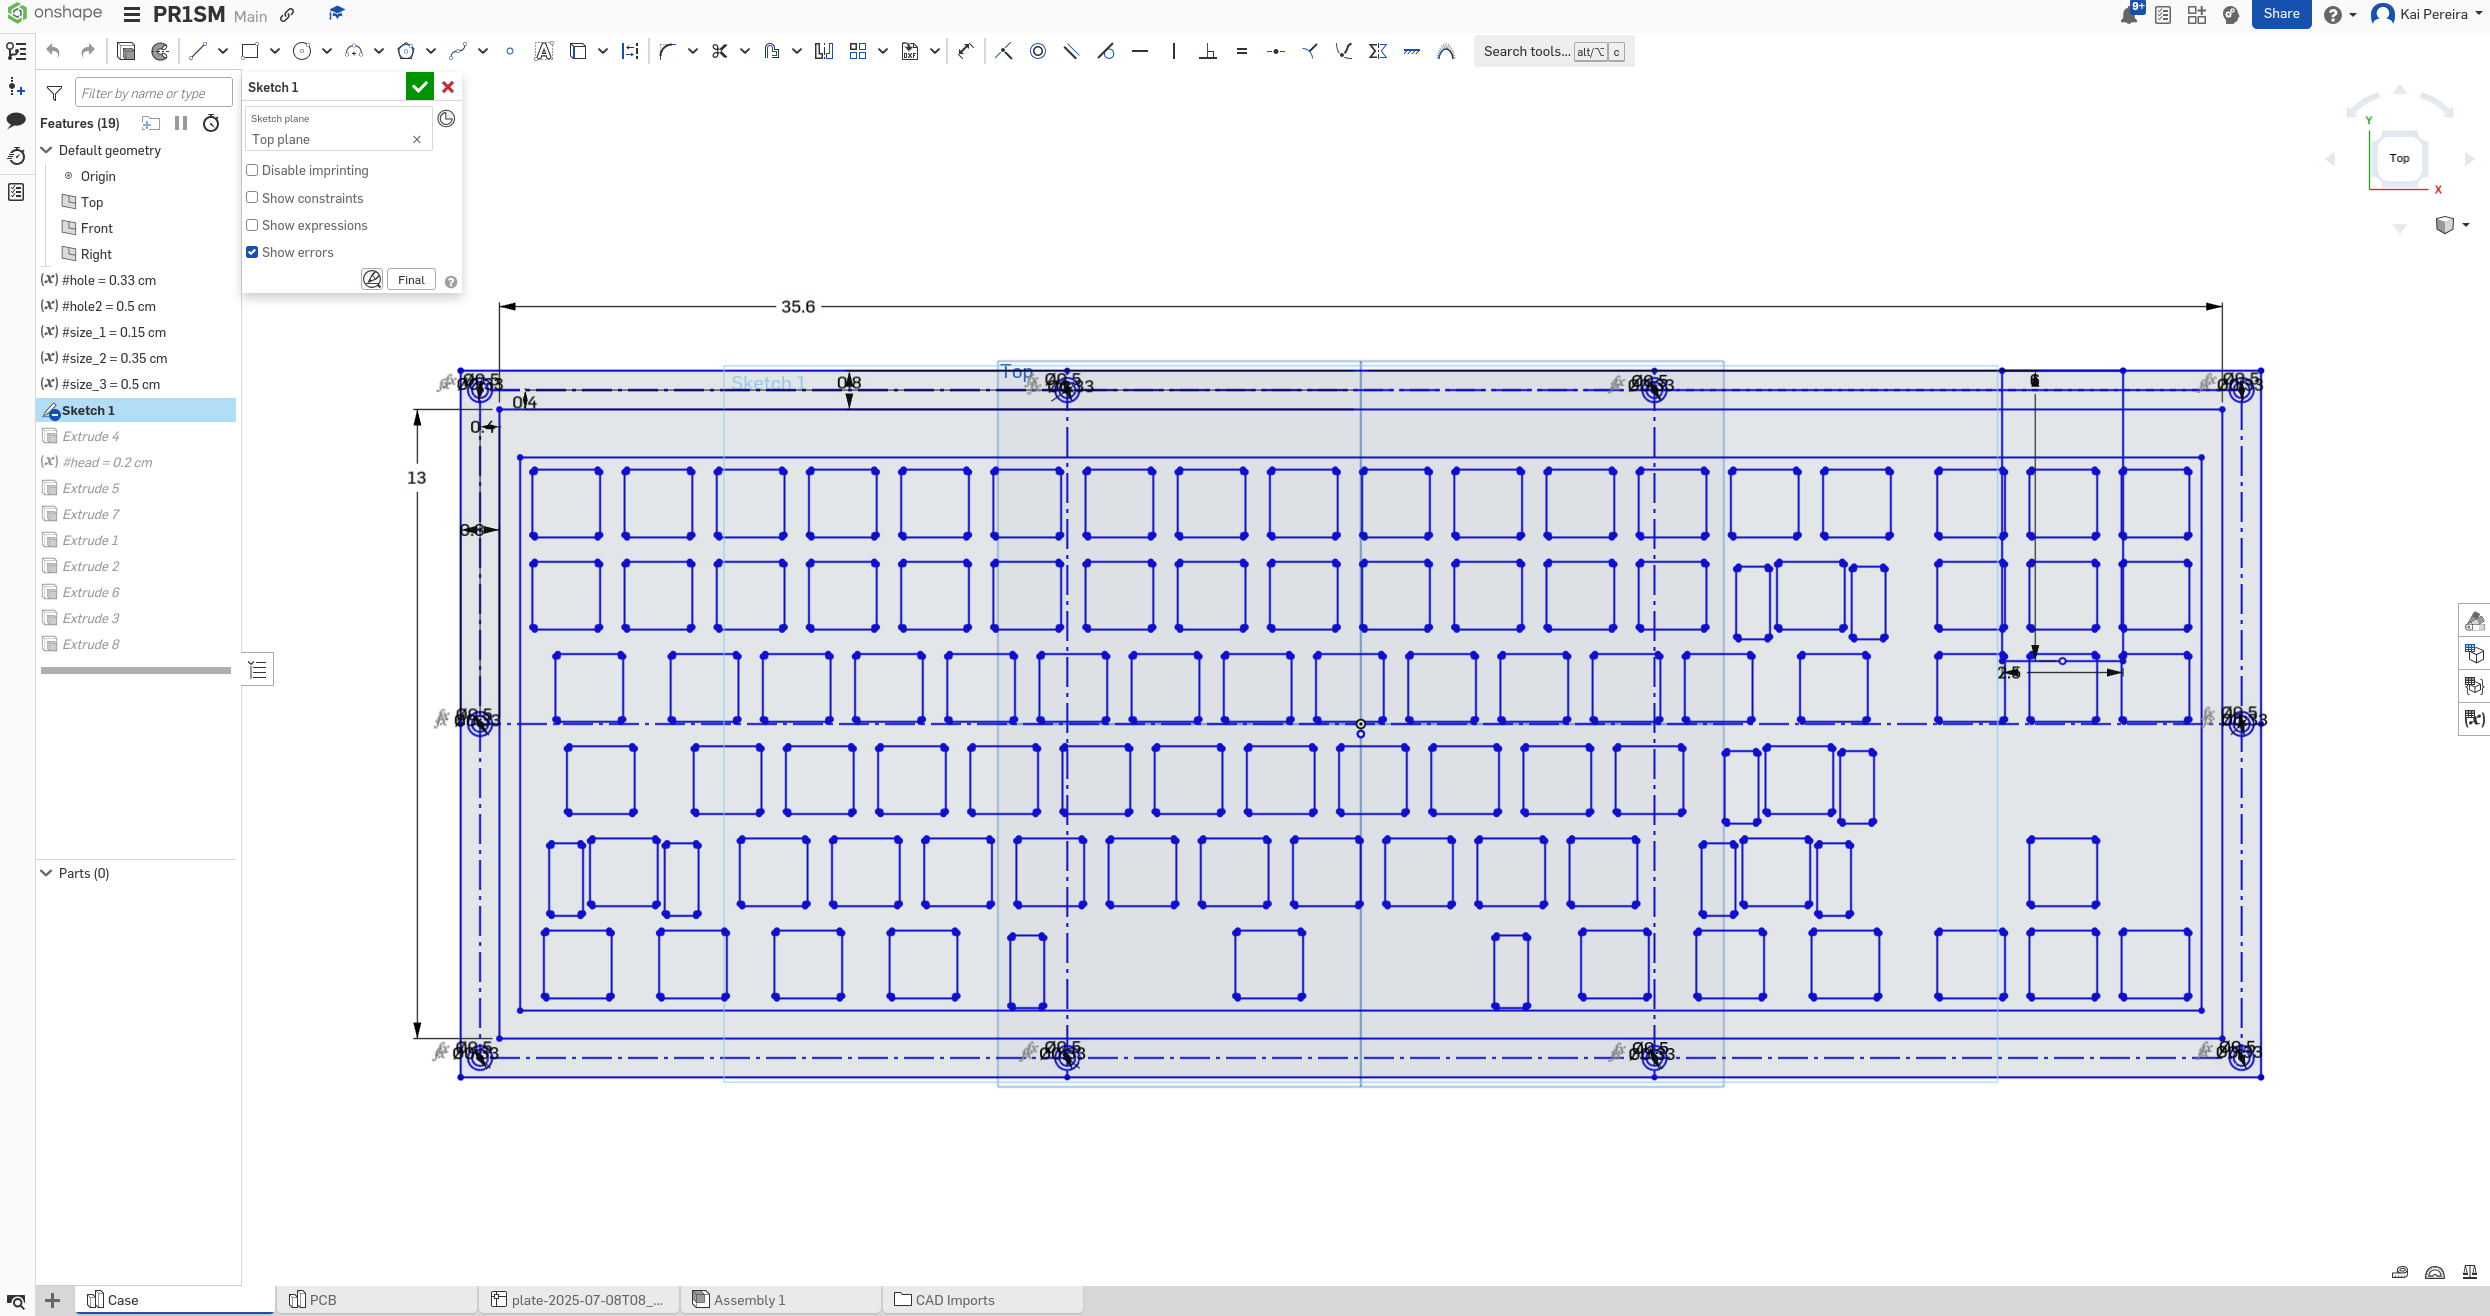 onshape PR1SM Main
9+ Share Kai Pereira
Search tools... alt/⌥ c
Filter by name or type
Features (19)
Default geometry
Origin
Top
Front
Right
(x) #hole = 0.33 cm
(x) #hole2 = 0.5 cm
(x) #size_1 = 0.15 cm
(x) #size_2 = 0.35 cm
(x) #size_3 = 0.5 cm
Sketch 1
Extrude 4
(x) #head = 0.2 cm
Extrude 5
Extrude 7
Extrude 1
Extrude 2
Extrude 6
Extrude 3
Extrude 8
Parts (0)
Sketch 1
Sketch plane
Top plane
Disable imprinting
Show constraints
Show expressions
Show errors
Final
Y
Top
X
35.6
Top
Sketch 1
0.8
0.4
0.4
13
0.8
6
2.5
Case
PCB
plate-2025-07-08T08_...
Assembly 1
CAD Imports